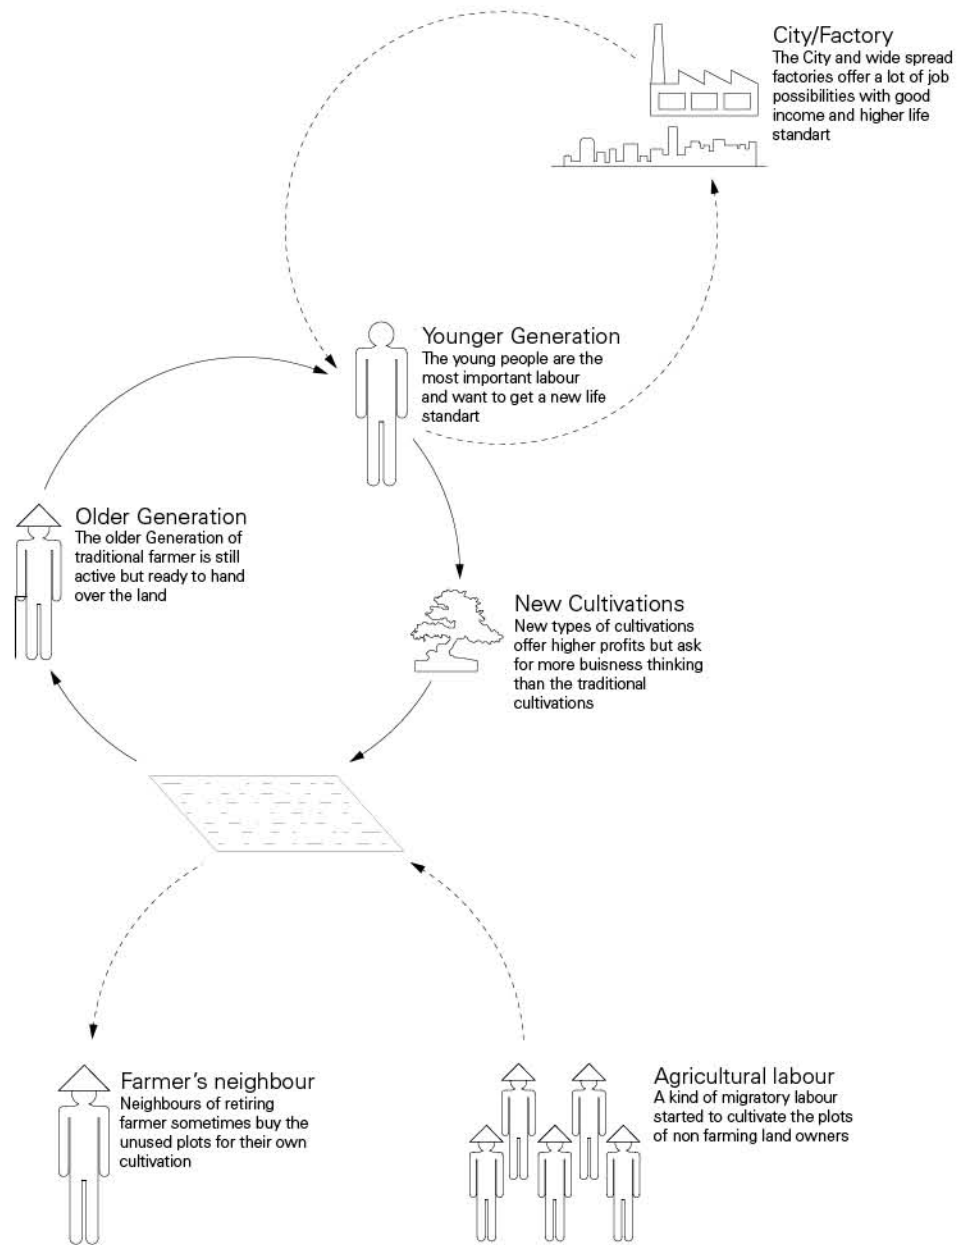 City/Factory
The City and wide spread
factories offer a lot of job
possibilities with good
income and higher life
standart
Younger Generation
The young people are the
most important labour
and want to get a new life
standart
Older Generation
The older Generation of
traditional farmer is still
active but ready to hand
over the land
New Cultivations
New types of cultivations
offer higher profits but ask
for more buisness thinking
than the traditional
cultivations
Farmer's neighbour
Neighbours of retiring
farmer sometimes buy the
unused plots for their own
cultivation
Agricultural labour
A kind of migratory labour
started to cultivate the plots
of non farming land owners